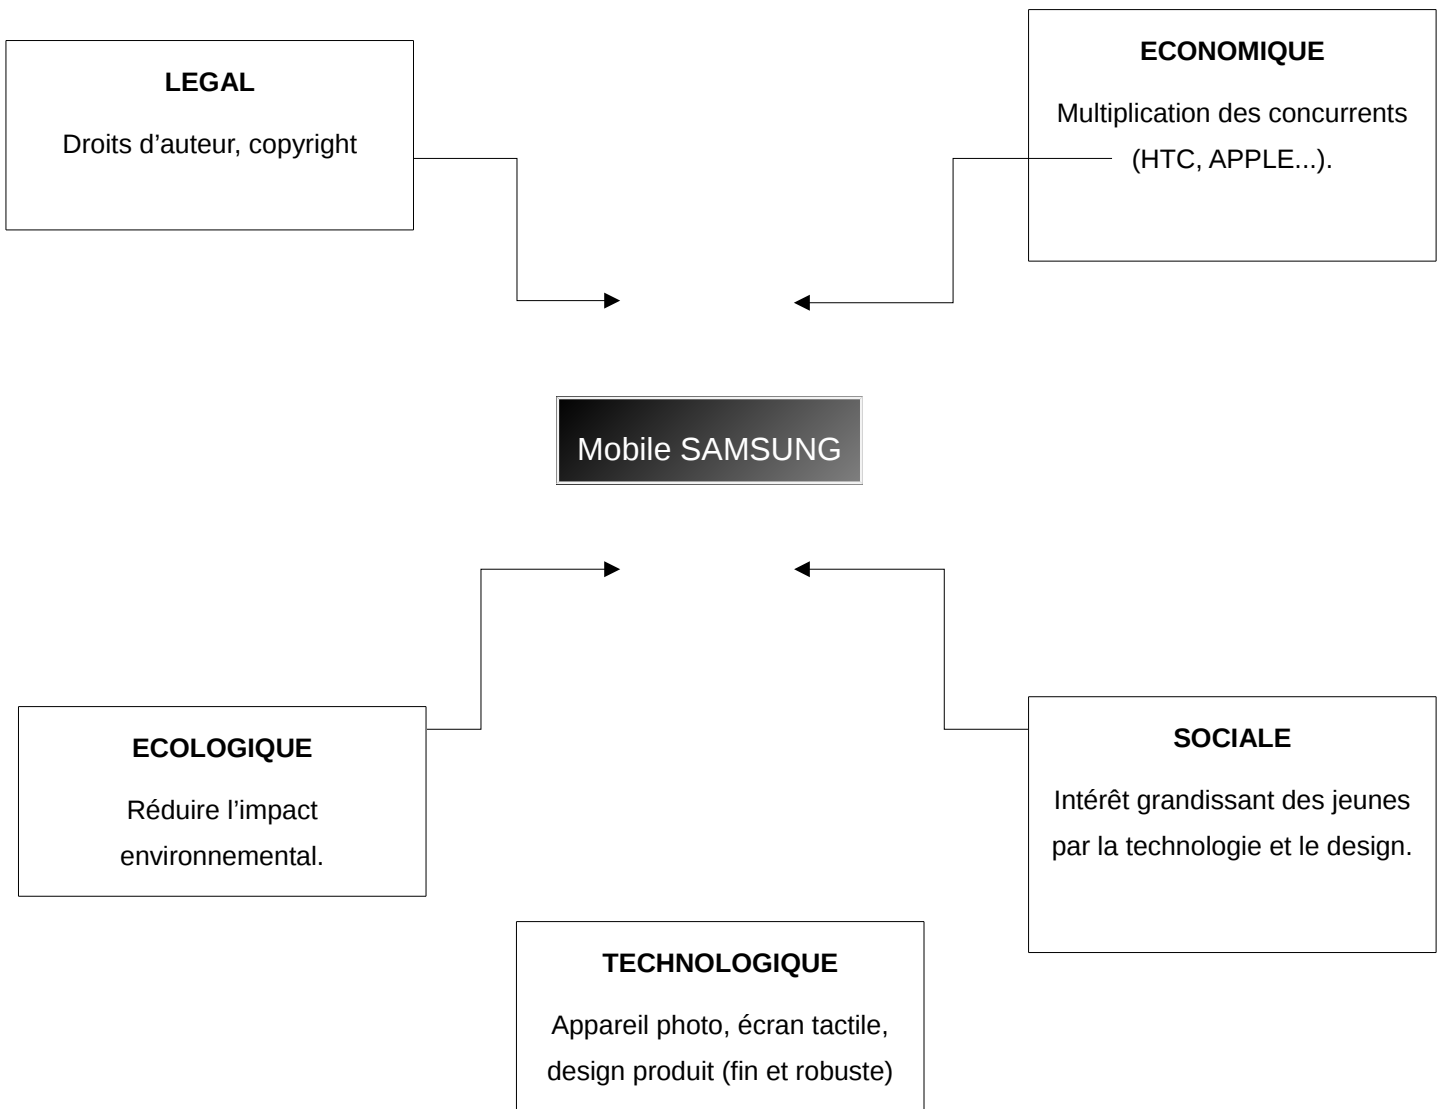 LEGAL
Droits d’auteur, copyright
ECONOMIQUE
Multiplication des concurrents
(HTC, APPLE...).
Mobile SAMSUNG
ECOLOGIQUE
Réduire l’impact
environnemental.
SOCIALE
Intérêt grandissant des jeunes
par la technologie et le design.
TECHNOLOGIQUE
Appareil photo, écran tactile,
design produit (fin et robuste)